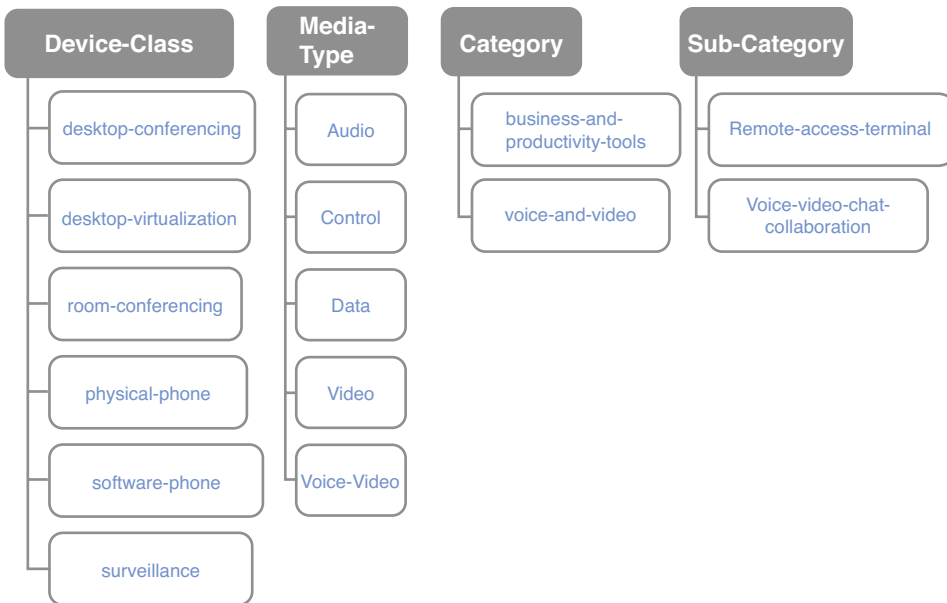 Device-Class
desktop-conferencing
desktop-virtualization
room-conferencing
physical-phone
software-phone
surveillance
Media-
Type
Audio
Control
Data
Video
Voice-Video
Category
business-and-
productivity-tools
voice-and-video
Sub-Category
Remote-access-terminal
Voice-video-chat-
collaboration